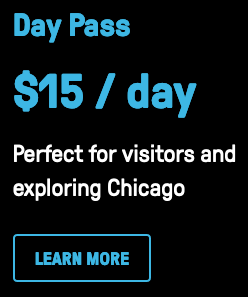 Day Pass
$15 / day
Perfect for visitors and
exploring Chicago
LEARN MORE